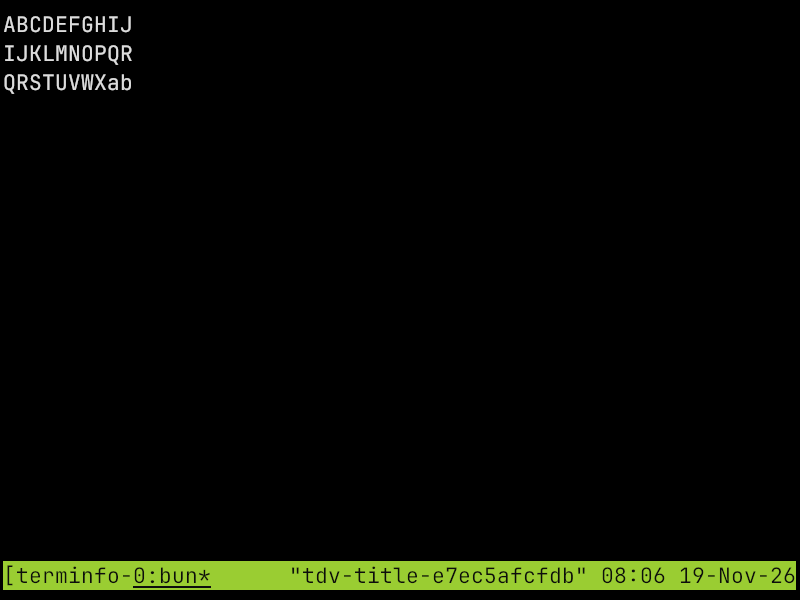 ABCDEFGHIJ
IJKLMNOPQR
QRSTUVWXab
[terminfo-0:bun*      "tdv-title-e7ec5afcfdb" 08:06 19-Nov-26